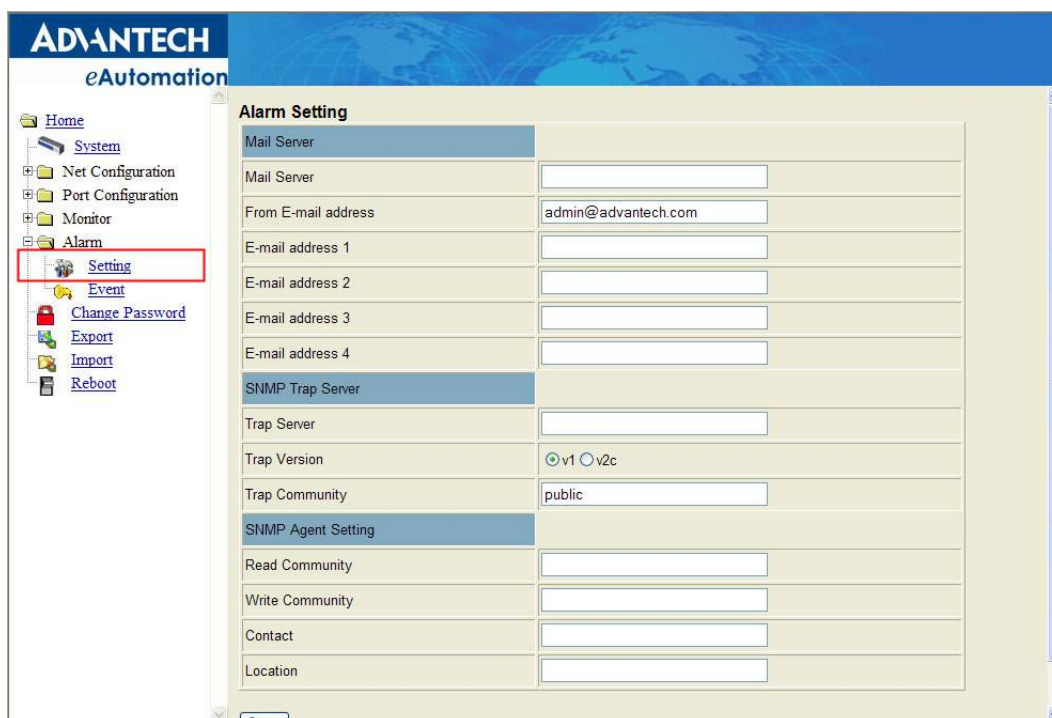 ADVANTECH
eAutomation
Home
System
Net Configuration
Port Configuration
Monitor
Alarm
Setting
Event
Change Password
Export
Import
Reboot
Alarm Setting
Mail Server
Mail Server
From E-mail address admin@advantech.com
E-mail address 1
E-mail address 2
E-mail address 3
E-mail address 4
SNMP Trap Server
Trap Server
Trap Version v1 v2c
Trap Community public
SNMP Agent Setting
Read Community
Write Community
Contact
Location